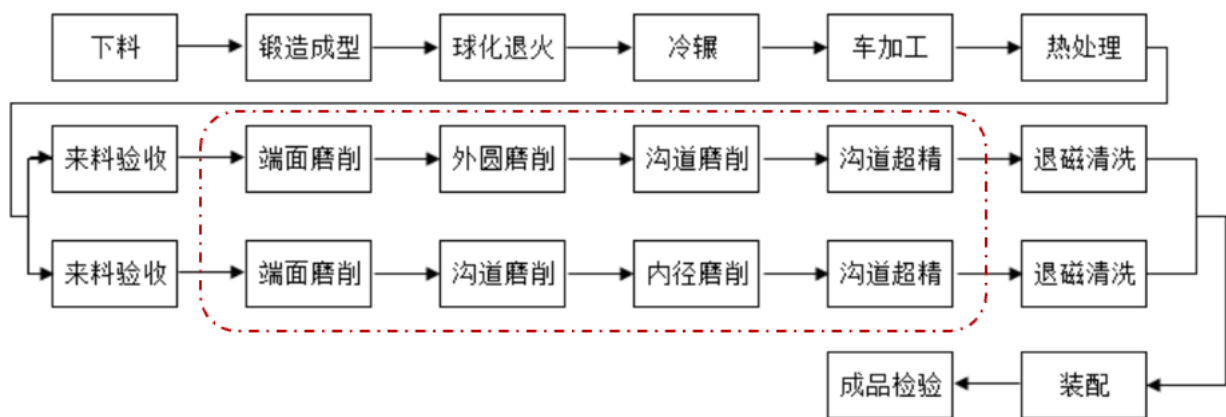 下料 锻造成型 球化退火 冷辗 车加工 热处理
来料验收 端面磨削 外圆磨削 沟道磨削 沟道超精 退磁清洗
来料验收 端面磨削 沟道磨削 内径磨削 沟道超精 退磁清洗
成品检验 装配